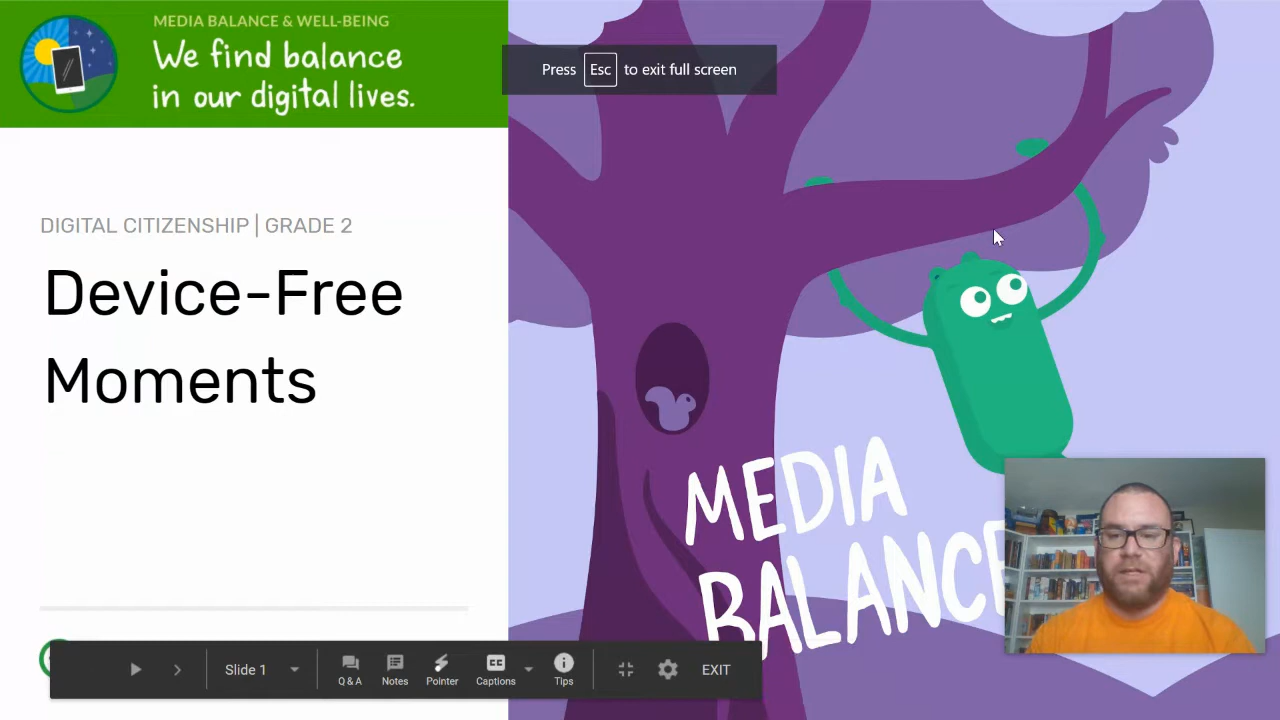 MEDIA BALANCE & WELL-BEING
We find balance
in our digital lives.
Press Esc to exit full screen
DIGITAL CITIZENSHIP | GRADE 2
Device-Free
Moments
MEDIA
BALANCE
Slide 1
Q & A
Notes
Pointer
CC
Captions
Tips
EXIT